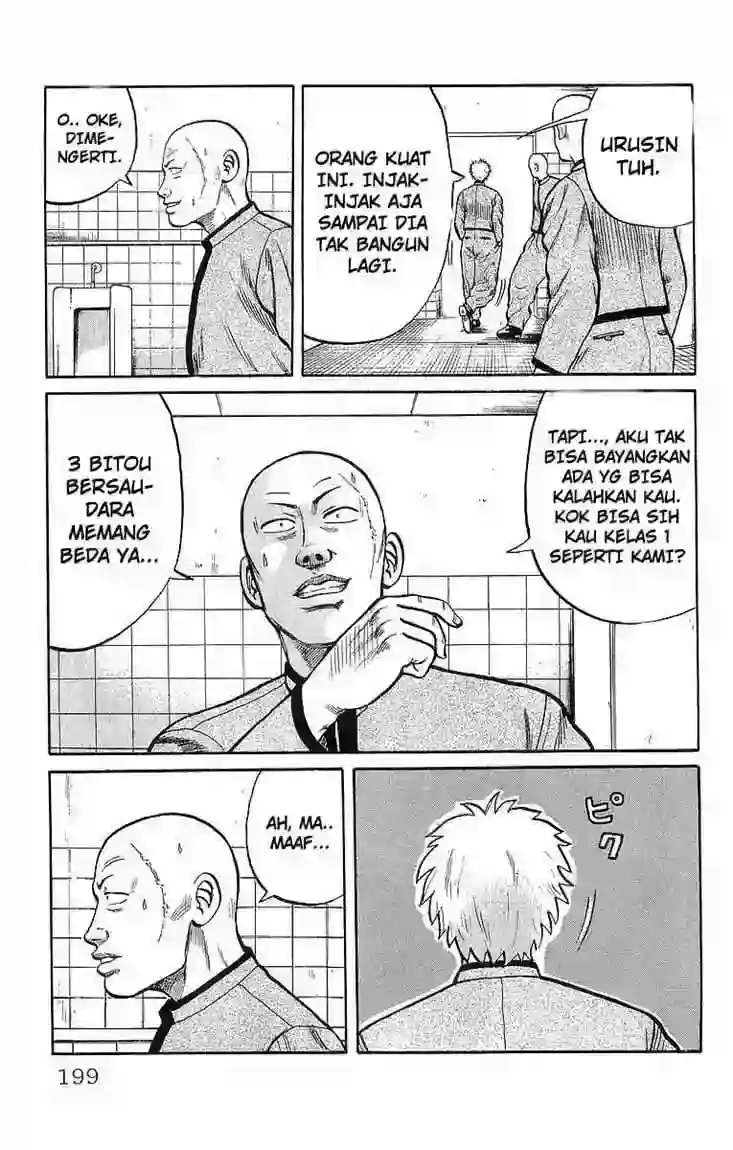 URUSIN
TUH.
ORANG KUAT
INI. INJAK-
INJAK AJA
SAMPAI DIA
TAK BANGUN
LAGI.
O.. OKE,
DIME-
NGERTI.
TAPI..., AKU TAK
BISA BAYANGKAN
ADA YG BISA
KALAHKAN KAU.
KOK BISA SIH
KAU KELAS 1
SEPERTI KAMI?
3 BITOU
BERSAU-
DARA
MEMANG
BEDA YA...
ピク
AH, MA..
MAAF...
199